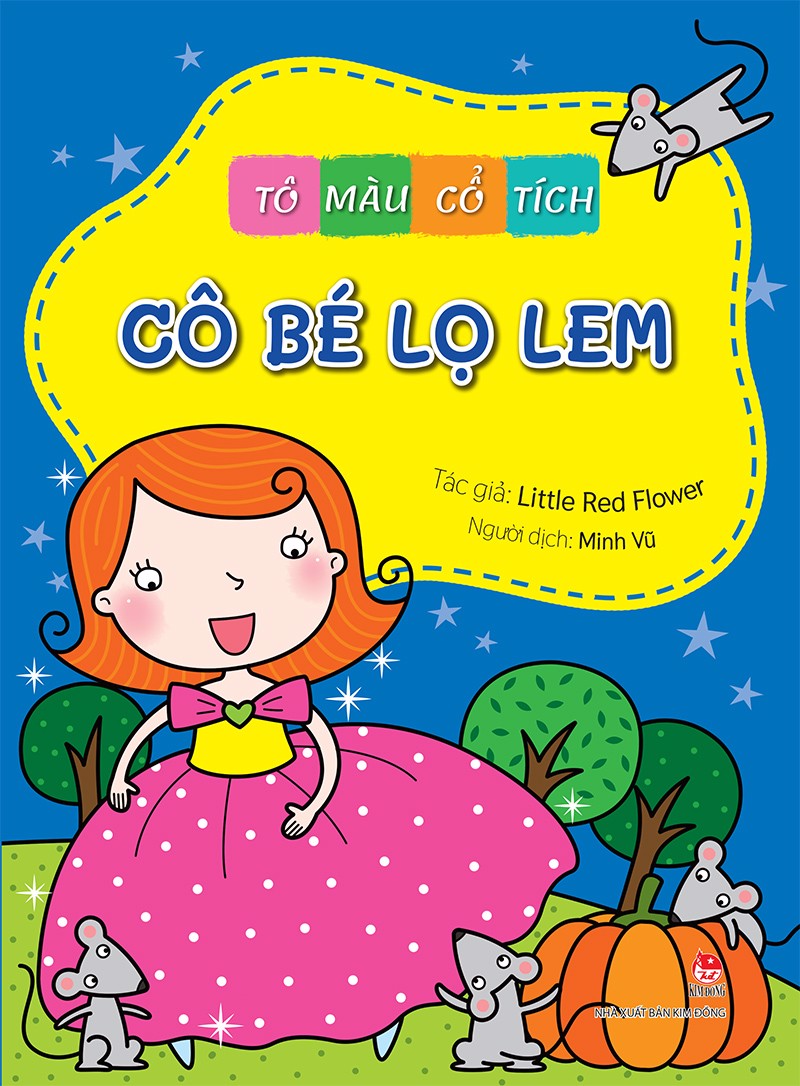 TÔ MÀU CỔ TÍCH
CÔ BÉ LỌ LEM
Tác giả: Little Red Flower
Người dịch: Minh Vũ
KIM ĐỒNG
NHÀ XUẤT BẢN KIM ĐỒNG